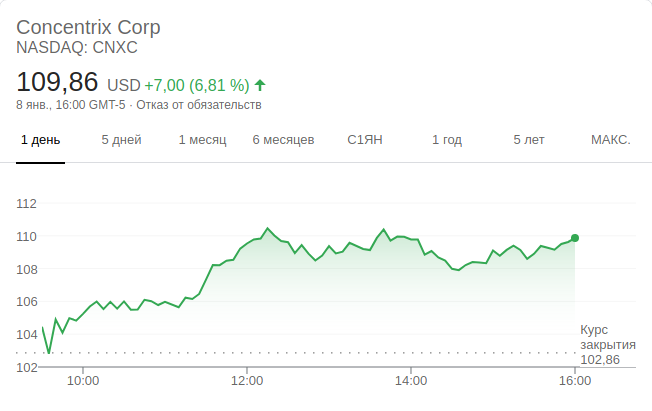 Concentrix Corp
NASDAQ: CNXC
109,86 USD +7,00 (6,81 %)
8 янв., 16:00 GMT-5 · Отказ от обязательств
1 день 5 дней 1 месяц 6 месяцев С1ЯН 1 год 5 лет МАКС.
112
110
108
106
104
102
Курс
закрытия
102,86
10:00 12:00 14:00 16:00